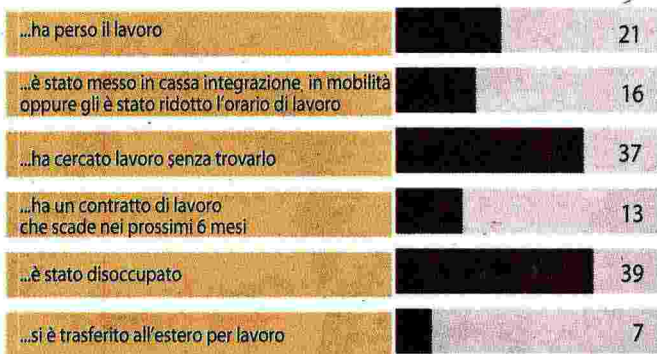 ...ha perso il lavoro
21
...è stato messo in cassa integrazione, in mobilità
oppure gli è stato ridotto l'orario di lavoro
16
...ha cercato lavoro senza trovarlo
37
...ha un contratto di lavoro
che scade nei prossimi 6 mesi
13
...è stato disoccupato
39
...si è trasferito all'estero per lavoro
7